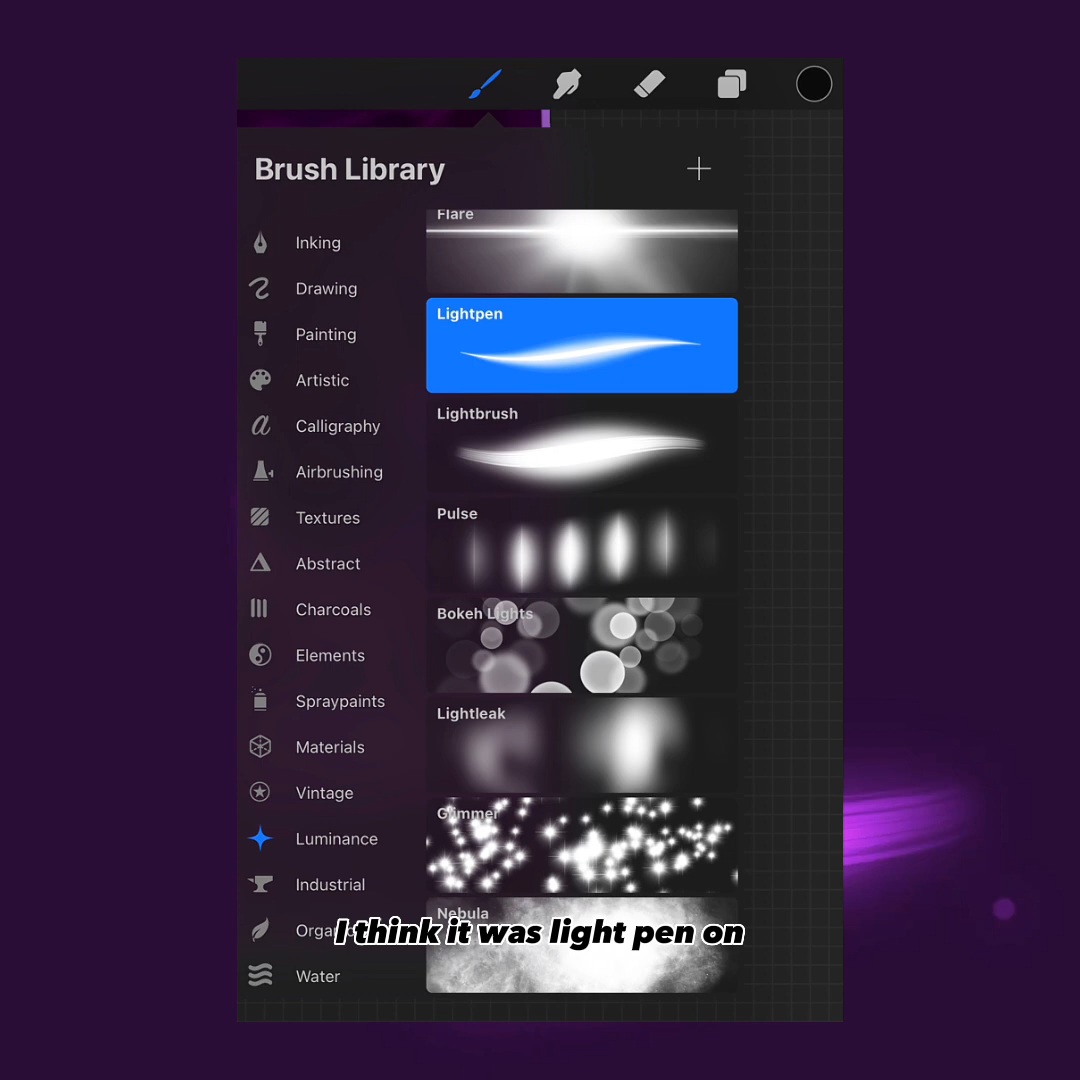 Brush Library
Inking
Drawing
Painting
Artistic
Calligraphy
Airbrushing
Textures
Abstract
Charcoals
Elements
Spraypaints
Materials
Vintage
Luminance
Industrial
Water
Flare
Lightpen
Lightbrush
Pulse
Bokeh Lights
Lightleak
Glimmer
Nebula
I think it was light pen on